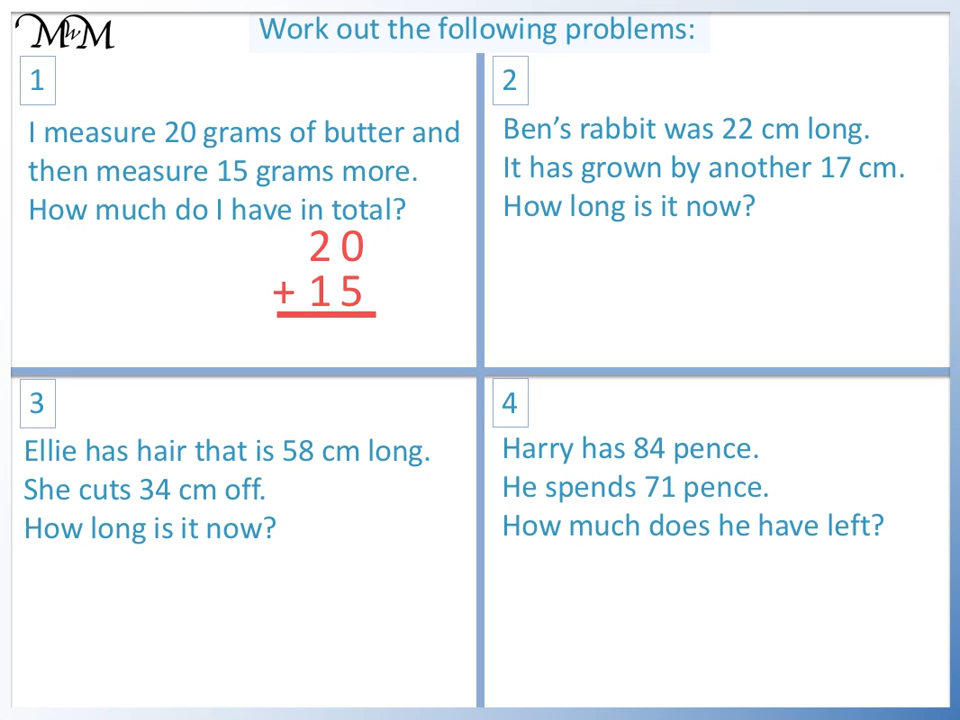 MwM
Work out the following problems:
1
I measure 20 grams of butter and
then measure 15 grams more.
How much do I have in total?
20
+ 15
2
Ben’s rabbit was 22 cm long.
It has grown by another 17 cm.
How long is it now?
3
Ellie has hair that is 58 cm long.
She cuts 34 cm off.
How long is it now?
4
Harry has 84 pence.
He spends 71 pence.
How much does he have left?